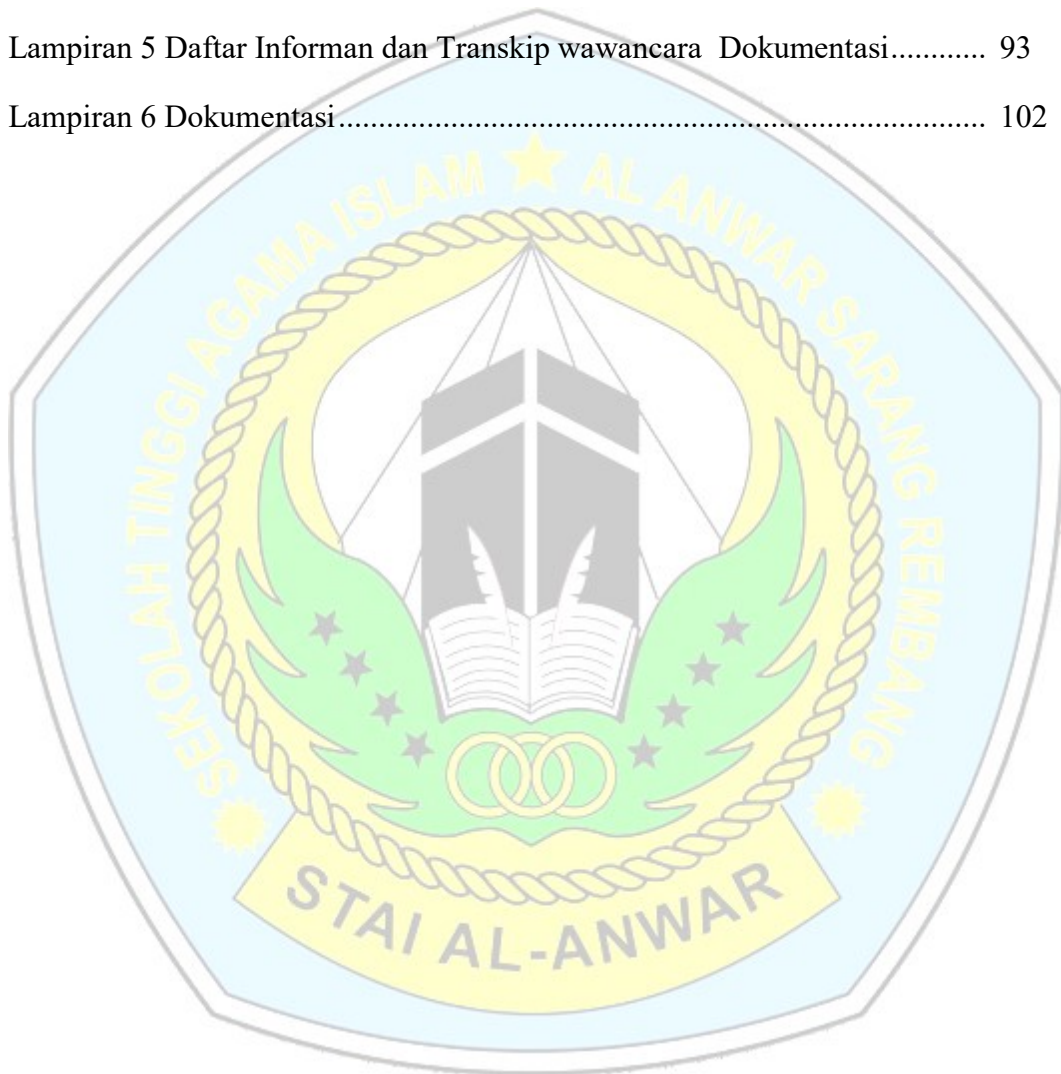 Lampiran 5 Daftar Informan dan Transkip wawancara  Dokumentasi............ 93
Lampiran 6 Dokumentasi................................................................................. 102
SEKOLAH TINGGI AGAMA ISLAM ★ AL ANWAR SARANG REMBANG
STAI AL-ANWAR